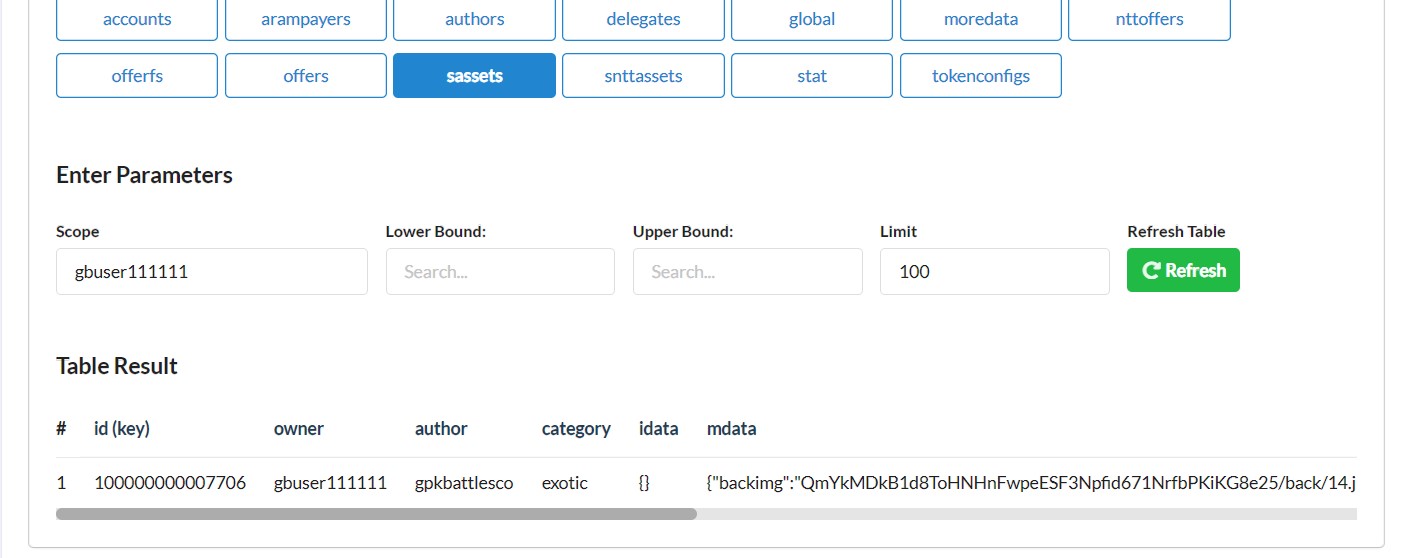 accounts arampayers authors delegates global moredata nttoffers
offerfs offers sassets snttassets stat tokenconfigs
Enter Parameters
Scope Lower Bound: Upper Bound: Limit Refresh Table
gbuser111111 Search... Search... 100 Refresh
Table Result
# id (key) owner author category idata mdata
1 100000000007706 gbuser111111 gpkbattlesco exotic {} {"backimg":"QmYkMDkB1d8ToHNHnFwpeESF3Npfid671NrfbPKiKG8e25/back/14.j